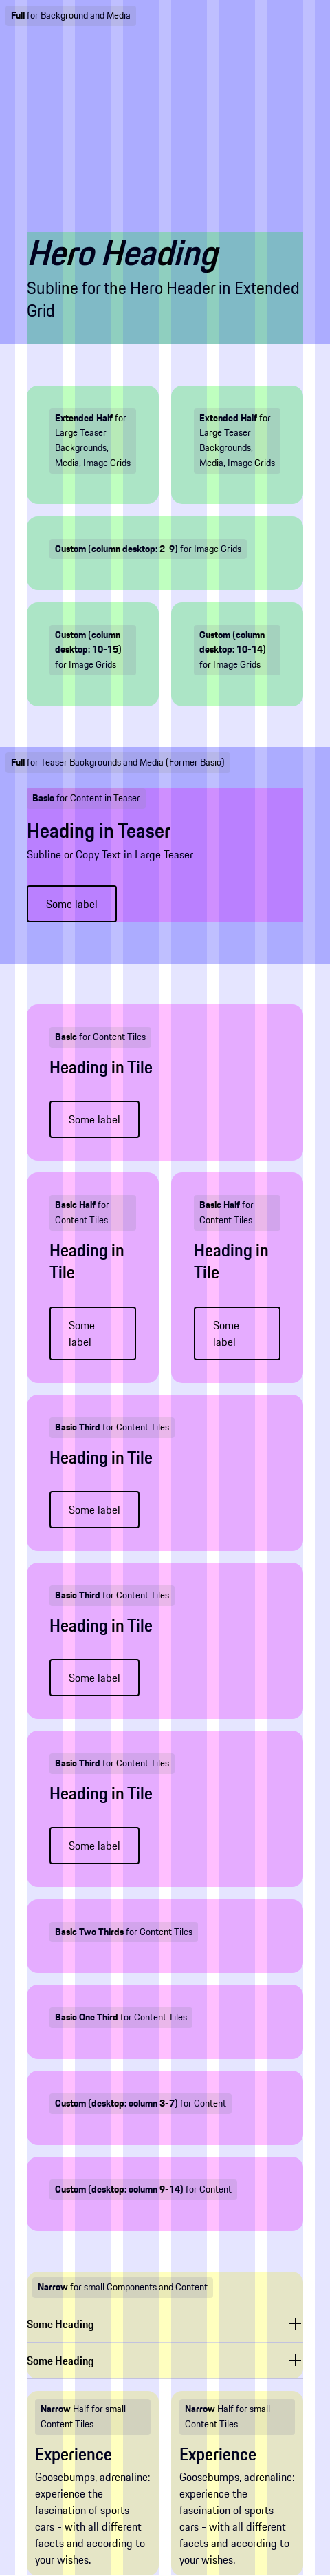 Full for Background and Media
Hero Heading
Subline for the Hero Header in Extended
Grid
Extended Half for
Large Teaser
Backgrounds,
Media, Image Grids
Extended Half for
Large Teaser
Backgrounds,
Media, Image Grids
Custom (column desktop: 2-9) for Image Grids
Custom (column
desktop: 10-15)
for Image Grids
Custom (column
desktop: 10-14)
for Image Grids
Full for Teaser Backgrounds and Media (Former Basic)
Basic for Content in Teaser
Heading in Teaser
Subline or Copy Text in Large Teaser
Some label
Basic for Content Tiles
Heading in Tile
Some label
Basic Half for
Content Tiles
Heading in
Tile
Some
label
Basic Half for
Content Tiles
Heading in
Tile
Some
label
Basic Third for Content Tiles
Heading in Tile
Some label
Basic Third for Content Tiles
Heading in Tile
Some label
Basic Third for Content Tiles
Heading in Tile
Some label
Basic Two Thirds for Content Tiles
Basic One Third for Content Tiles
Custom (desktop: column 3-7) for Content
Custom (desktop: column 9-14) for Content
Narrow for small Components and Content
Some Heading
Some Heading
Narrow Half for small
Content Tiles
Experience
Goosebumps, adrenaline:
experience the
fascination of sports
cars - with all different
facets and according to
your wishes.
Narrow Half for small
Content Tiles
Experience
Goosebumps, adrenaline:
experience the
fascination of sports
cars - with all different
facets and according to
your wishes.